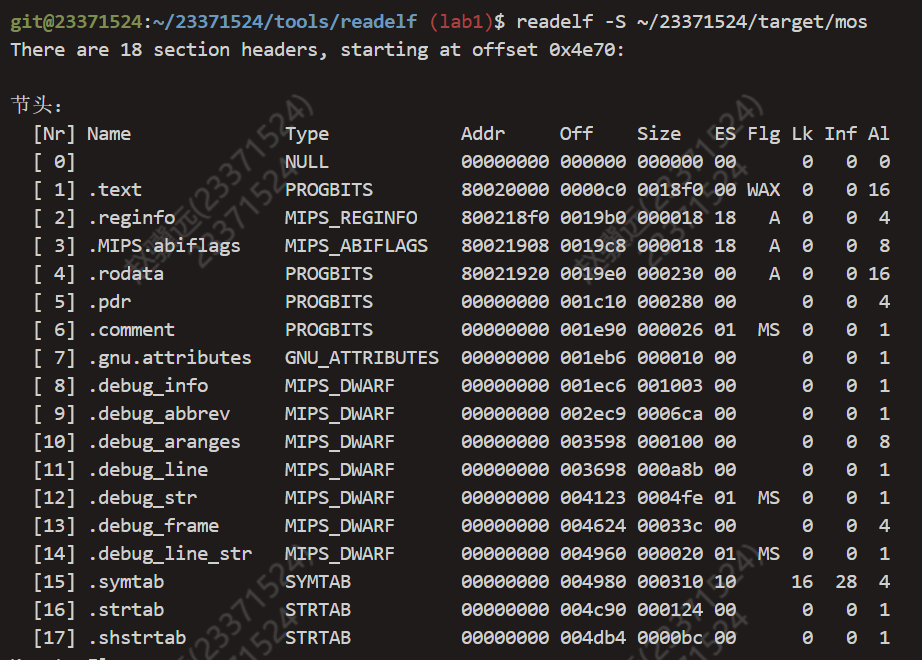 git@23371524:~/23371524/tools/readelf (lab1)$ readelf -S ~/23371524/target/mos
There are 18 section headers, starting at offset 0x4e70:
节头：
[Nr] Name Type Addr Off Size ES Flg Lk Inf Al
[ 0] NULL 00000000 000000 000000 00 0 0 0
[ 1] .text PROGBITS 80020000 0000c0 0018f0 00 WAX 0 0 16
[ 2] .reginfo MIPS_REGINFO 800218f0 0019b0 000018 18 A 0 0 4
[ 3] .MIPS.abiflags MIPS_ABIFLAGS 80021908 0019c8 000018 18 A 0 0 8
[ 4] .rodata PROGBITS 80021920 0019e0 000230 00 A 0 0 16
[ 5] .pdr PROGBITS 00000000 001c10 000280 00 0 0 4
[ 6] .comment PROGBITS 00000000 001e90 000026 01 MS 0 0 1
[ 7] .gnu.attributes GNU_ATTRIBUTES 00000000 001eb6 000010 00 0 0 1
[ 8] .debug_info MIPS_DWARF 00000000 001ec6 001003 00 0 0 1
[ 9] .debug_abbrev MIPS_DWARF 00000000 002ec9 0006ca 00 0 0 1
[10] .debug_aranges MIPS_DWARF 00000000 003598 000100 00 0 0 8
[11] .debug_line MIPS_DWARF 00000000 003698 000a8b 00 0 0 1
[12] .debug_str MIPS_DWARF 00000000 004123 0004fe 01 MS 0 0 1
[13] .debug_frame MIPS_DWARF 00000000 004624 00033c 00 0 0 4
[14] .debug_line_str MIPS_DWARF 00000000 004960 000020 01 MS 0 0 1
[15] .symtab SYMTAB 00000000 004980 000310 10 16 28 4
[16] .strtab STRTAB 00000000 004c90 000124 00 0 0 1
[17] .shstrtab STRTAB 00000000 004db4 0000bc 00 0 0 1
(23371524)
23371524
(23371524)
23371524
(23371524)
23371524
(23371524)
23371524